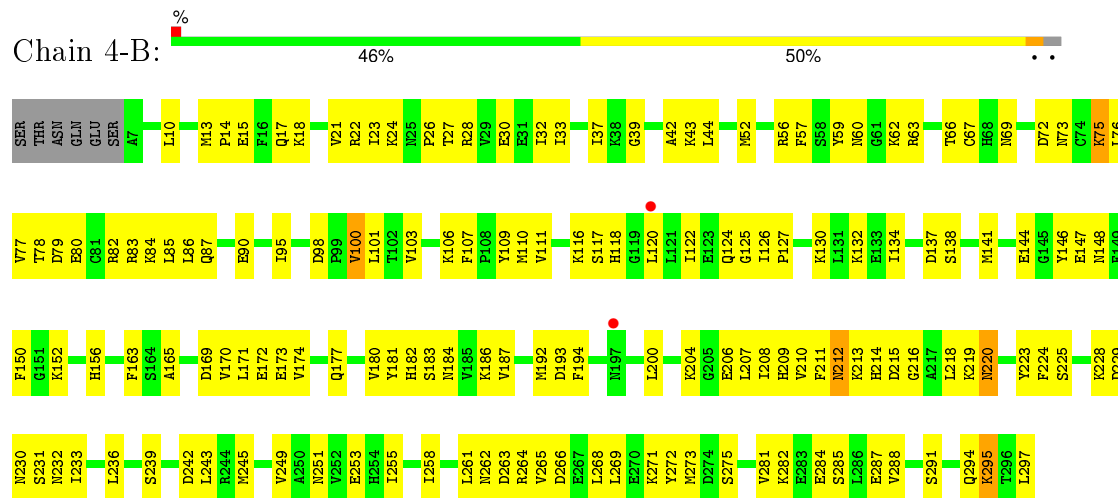 %
Chain 4-B:
46% 50% • •
SER THR ASN GLN GLU SER A7 L10 M13 P14 E15 F16 Q17 K18 V21 R22 I23 K24 N25 P26 T27 R28 V29 E30 E31 I32 I33 I37 K38 G39 A42 K43 L44 M52 R56 F57 S58 Y59 N60 G61 K62 R63 T66 C67 H68 N69 D72 N73 C74 K75 L76
V77 T78 D79 E80 C81 R82 R83 K84 L85 L86 Q87 E90 I95 D98 P99 V100 L101 T102 V103 K106 F107 P108 Y109 M110 V111 K116 S117 H118 G119 L120 L121 I122 E123 Q124 G125 I126 P127 K130 L131 K132 E133 I134 D137 S138 M141 E144 G145 Y146 E147 N148 E149
F150 G151 K152 H156 F163 S164 A165 D169 V170 L171 E172 E173 V174 Q177 V180 Y181 H182 S183 N184 V185 K186 V187 M192 D193 F194 N197 L200 K204 G205 E206 L207 I208 H209 V210 F211 N212 K213 H214 D215 G216 A217 L218 K219 N220 Y223 F224 S225 K228 D229
N230 S231 N232 I233 L236 S239 D242 L243 R244 M245 V249 A250 N251 V252 E253 H254 I255 I258 L261 N262 D263 R264 V265 D266 E267 L268 L269 E270 K271 Y272 M273 D274 S275 V281 K282 E283 E284 S285 L286 E287 V288 S291 Q294 K295 T296 L297